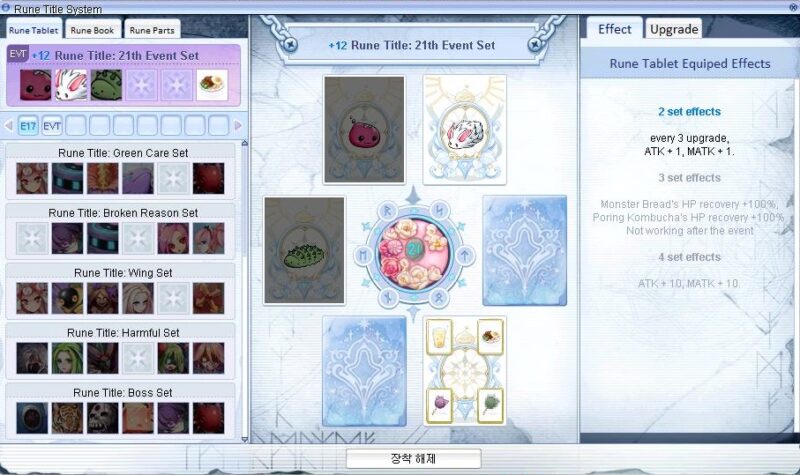 Rune Title System
Rune Tablet
Rune Book
Rune Parts
EVT
+12 Rune Title: 21th Event Set
E17
EVT
Rune Title: Green Care Set
Rune Title: Broken Reason Set
Rune Title: Wing Set
Rune Title: Harmful Set
Rune Title: Boss Set
+12 Rune Title: 21th Event Set
21
장착 해제
Effect
Upgrade
Rune Tablet Equiped Effects
2 set effects
every 3 upgrade,
ATK + 1, MATK + 1.
3 set effects
Monster Bread's HP recovery +100%,
Poring Kombucha's HP recovery +100%
Not working after the event
4 set effects
ATK + 10, MATK + 10.